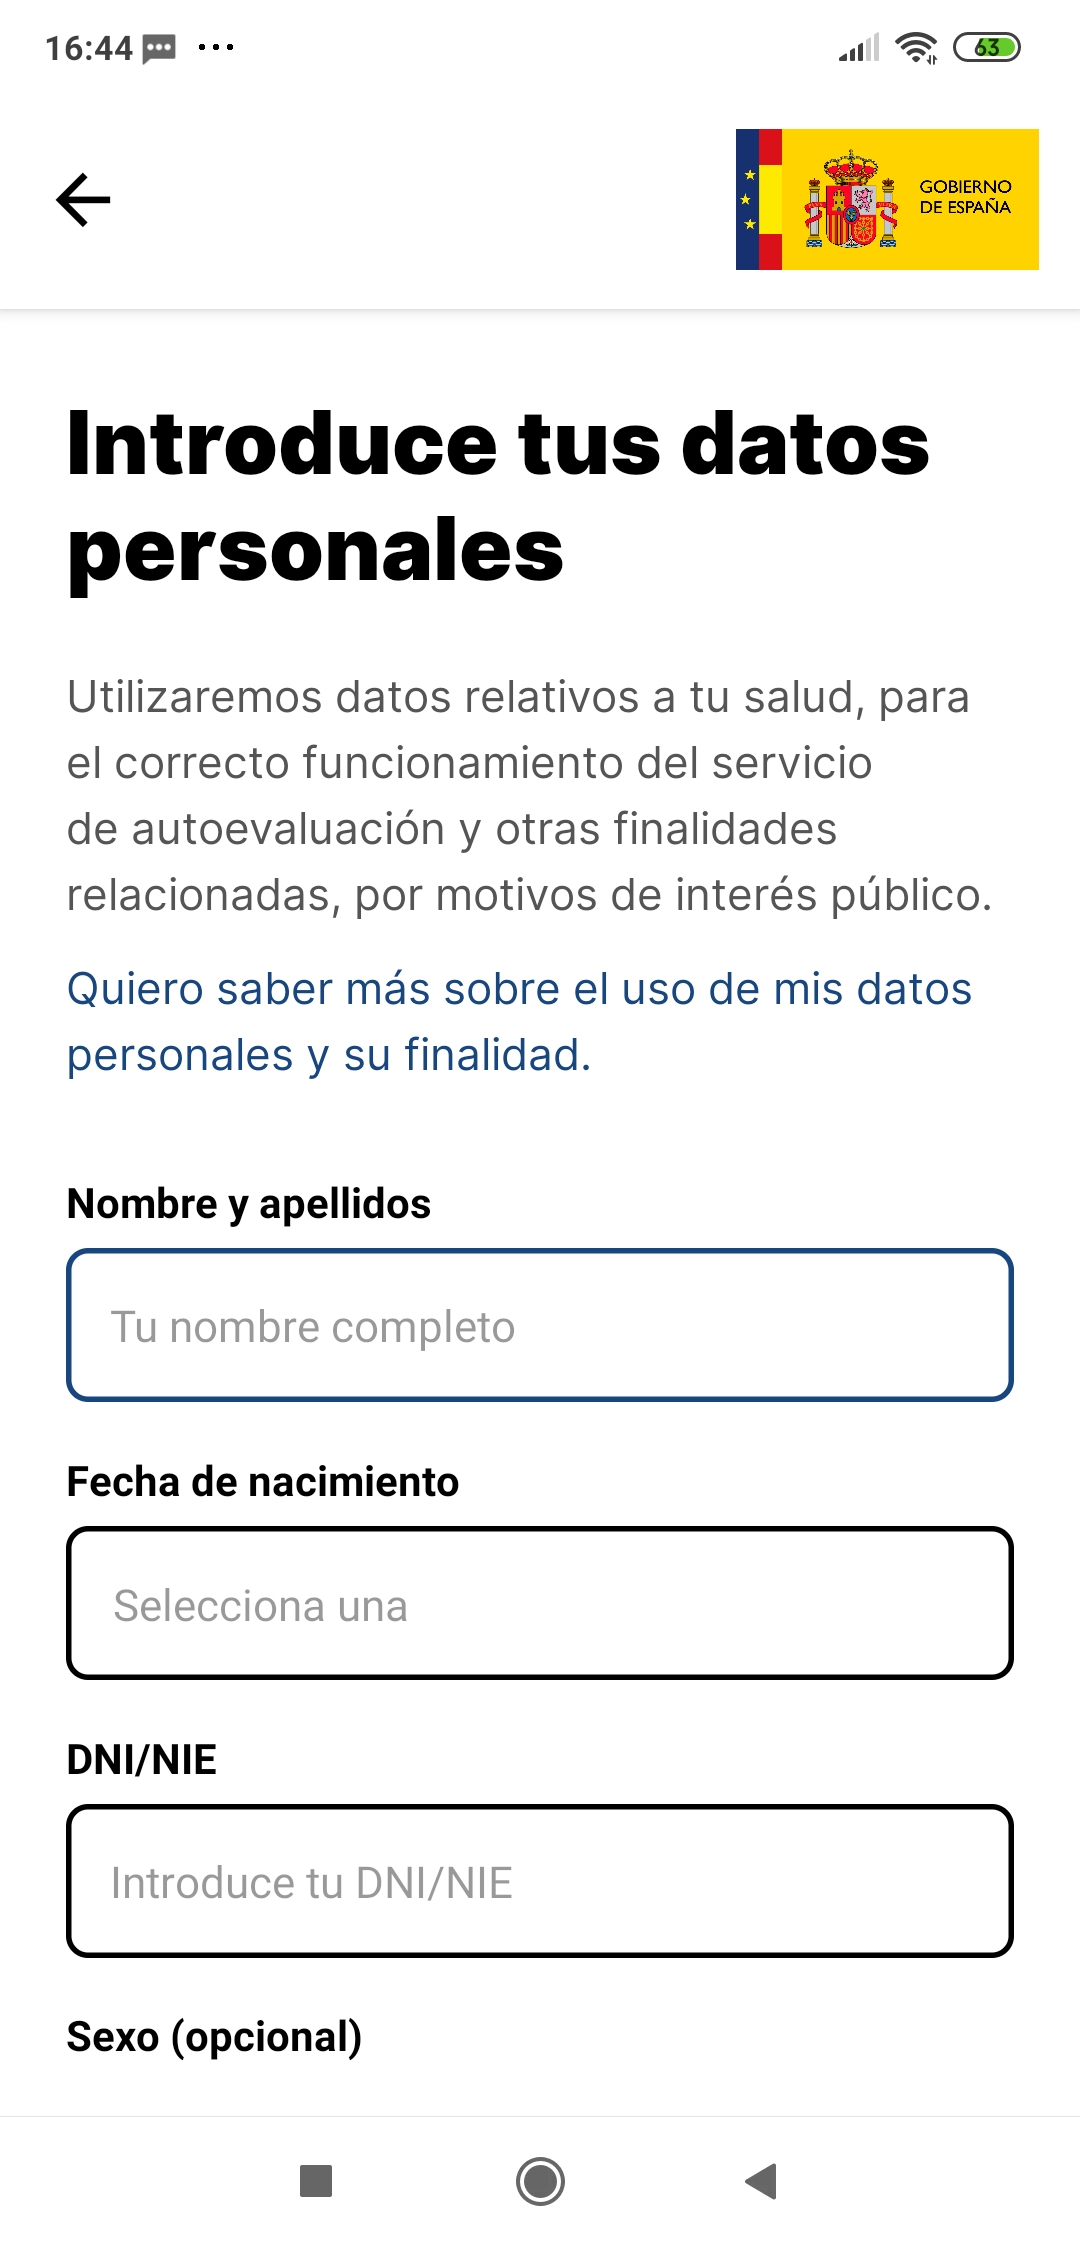 16:44
63
GOBIERNO
DE ESPAÑA
Introduce tus datos
personales
Utilizaremos datos relativos a tu salud, para
el correcto funcionamiento del servicio
de autoevaluación y otras finalidades
relacionadas, por motivos de interés público.
Quiero saber más sobre el uso de mis datos
personales y su finalidad.
Nombre y apellidos
Tu nombre completo
Fecha de nacimiento
Selecciona una
DNI/NIE
Introduce tu DNI/NIE
Sexo (opcional)